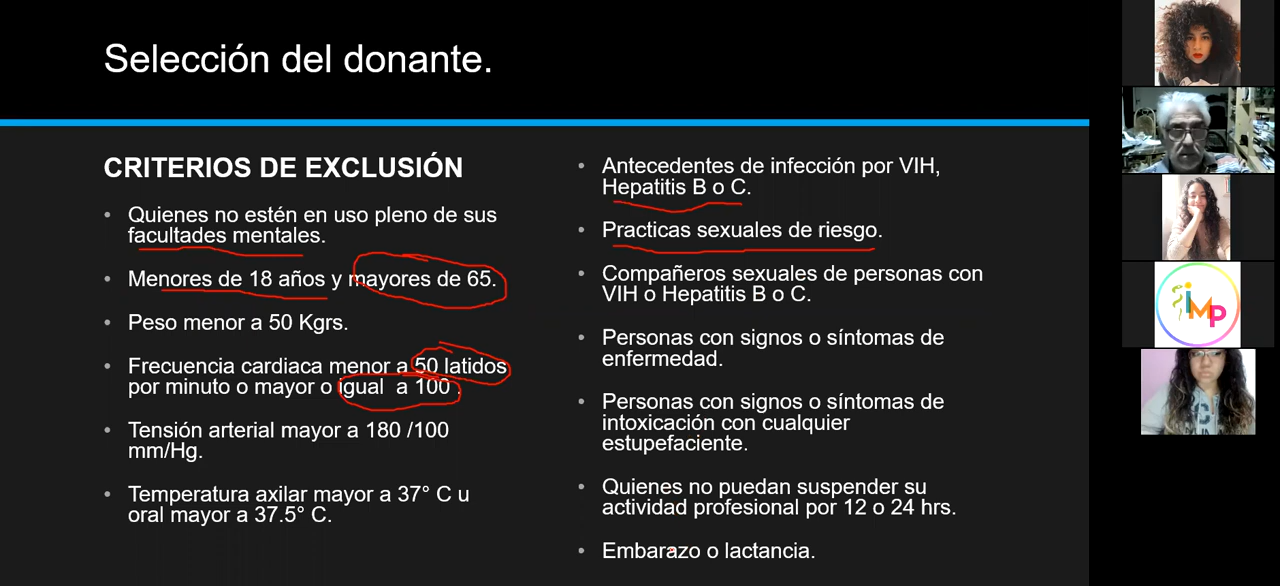 Selección del donante.
CRITERIOS DE EXCLUSIÓN
• Quienes no estén en uso pleno de sus
facultades mentales.
• Menores de 18 años y mayores de 65.
• Peso menor a 50 Kgrs.
• Frecuencia cardiaca menor a 50 latidos
por minuto o mayor o igual a 100 .
• Tensión arterial mayor a 180 /100
mm/Hg.
• Temperatura axilar mayor a 37° C u
oral mayor a 37.5° C.
• Antecedentes de infección por VIH,
Hepatitis B o C.
• Practicas sexuales de riesgo.
• Compañeros sexuales de personas con
VIH o Hepatitis B o C.
• Personas con signos o síntomas de
enfermedad.
• Personas con signos o síntomas de
intoxicación con cualquier
estupefaciente.
• Quienes no puedan suspender su
actividad profesional por 12 o 24 hrs.
• Embarazo o lactancia.
iMP